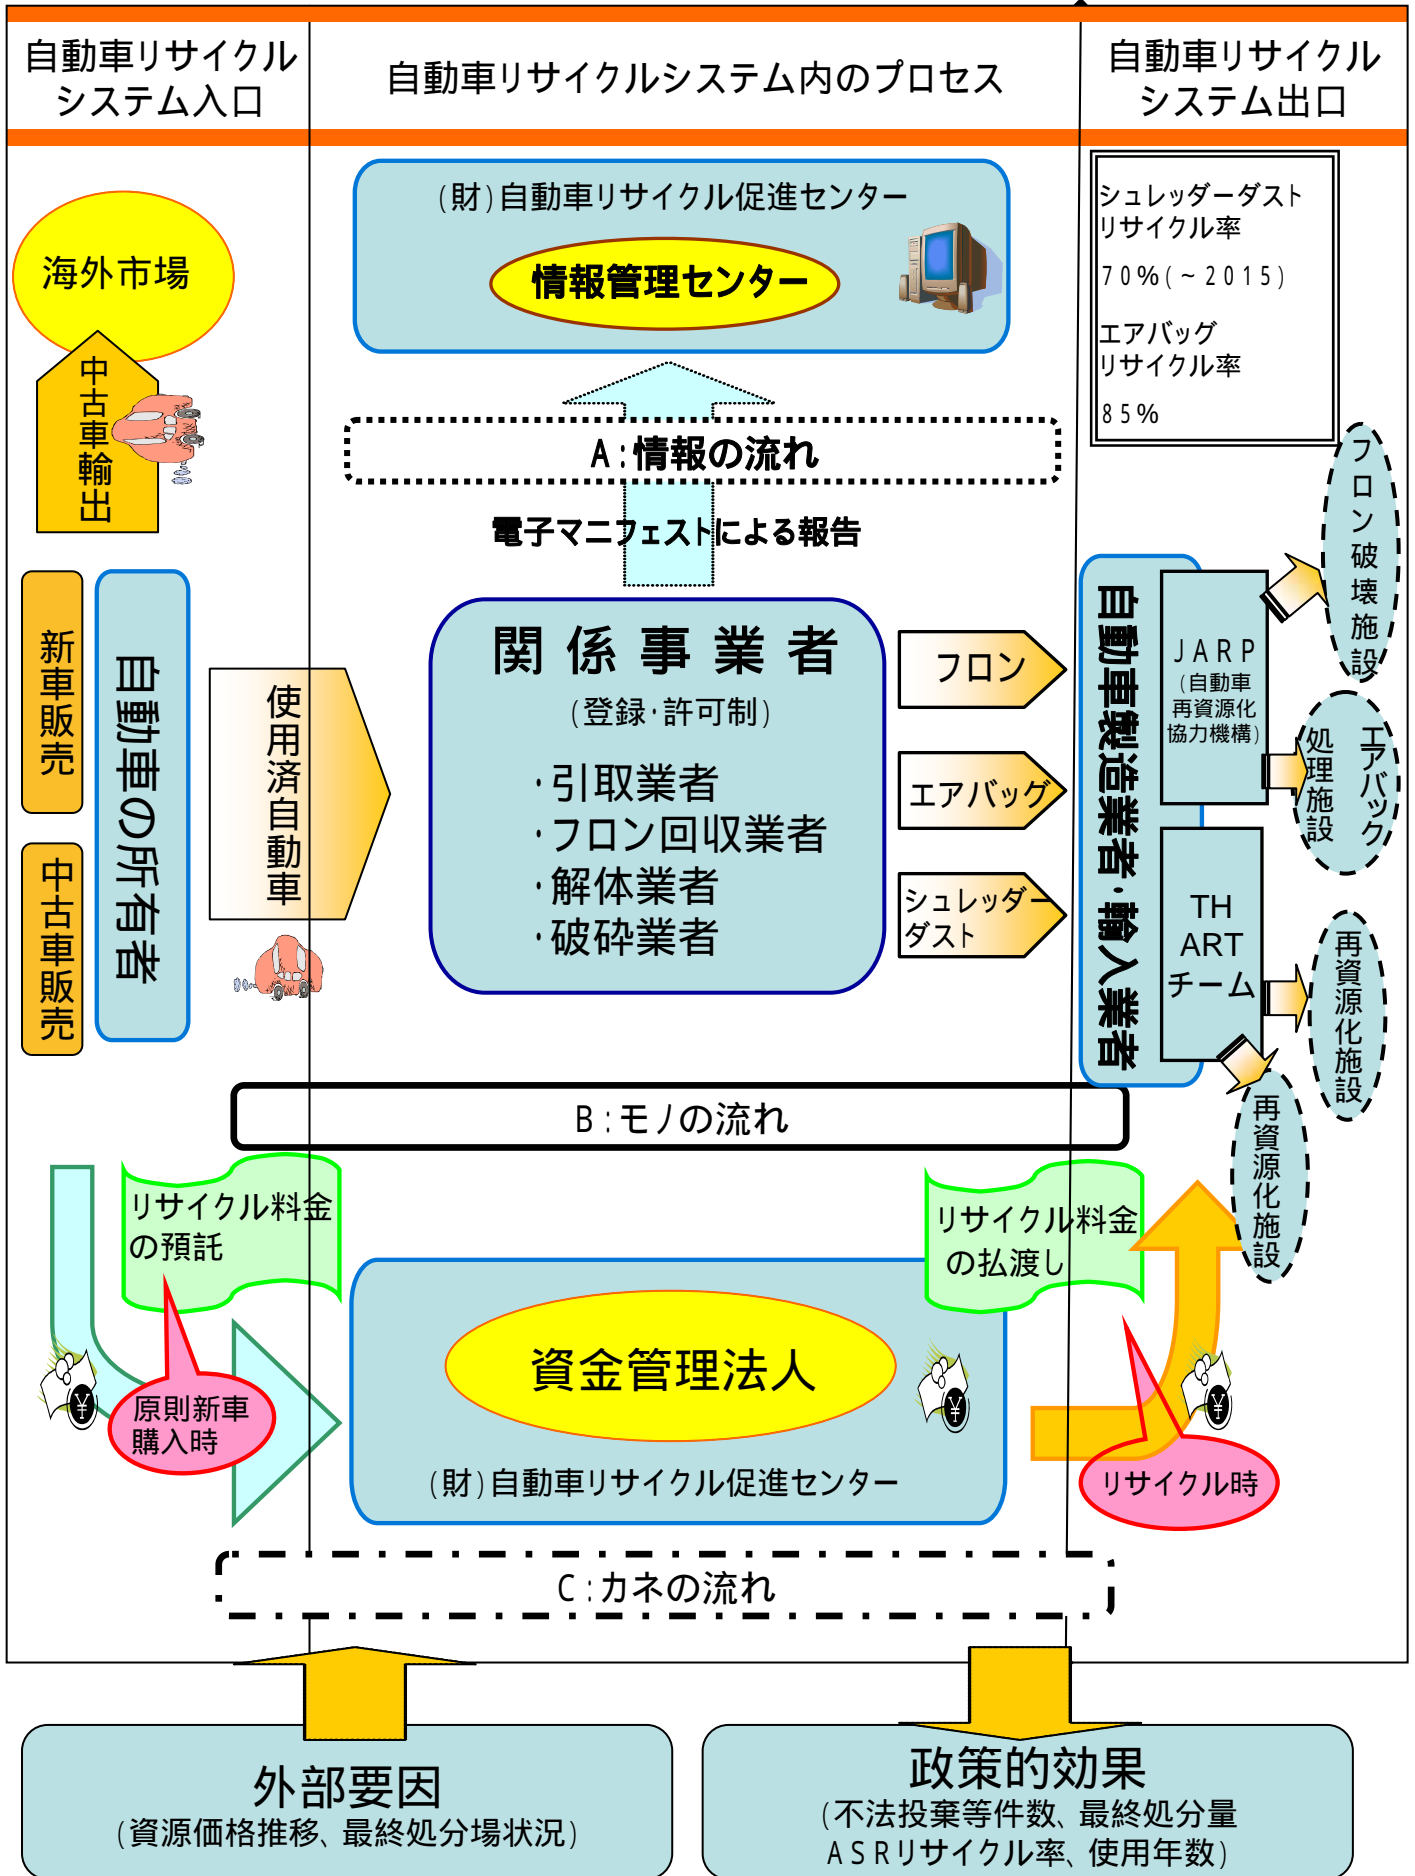 自動車リサイクル
システム入口
自動車リサイクルシステム内のプロセス
自動車リサイクル
システム出口
(財)自動車リサイクル促進センター
情報管理センター
シュレッダーダスト
リサイクル率
70%(~2015)
エアバッグ
リサイクル率
85%
海外市場
中古車輸出
A:情報の流れ
電子マニフェストによる報告
新車販売
中古車販売
自動車の所有者
使用済自動車
関係事業者
(登録・許可制)
・引取業者
・フロン回収業者
・解体業者
・破砕業者
フロン
エアバッグ
シュレッダー
ダスト
自動車製造業者・輸入業者
JARP
(自動車
再資源化
協力機構)
TH
ART
チーム
フロン破壊施設
エアバック
処理施設
再資源化施設
再資源化施設
B:モノの流れ
リサイクル料金
の預託
原則新車
購入時
リサイクル料金
の払渡し
資金管理法人
(財)自動車リサイクル促進センター
¥
¥
¥
リサイクル時
C:カネの流れ
外部要因
(資源価格推移、最終処分場状況)
政策的効果
(不法投棄等件数、最終処分量
ASRリサイクル率、使用年数)